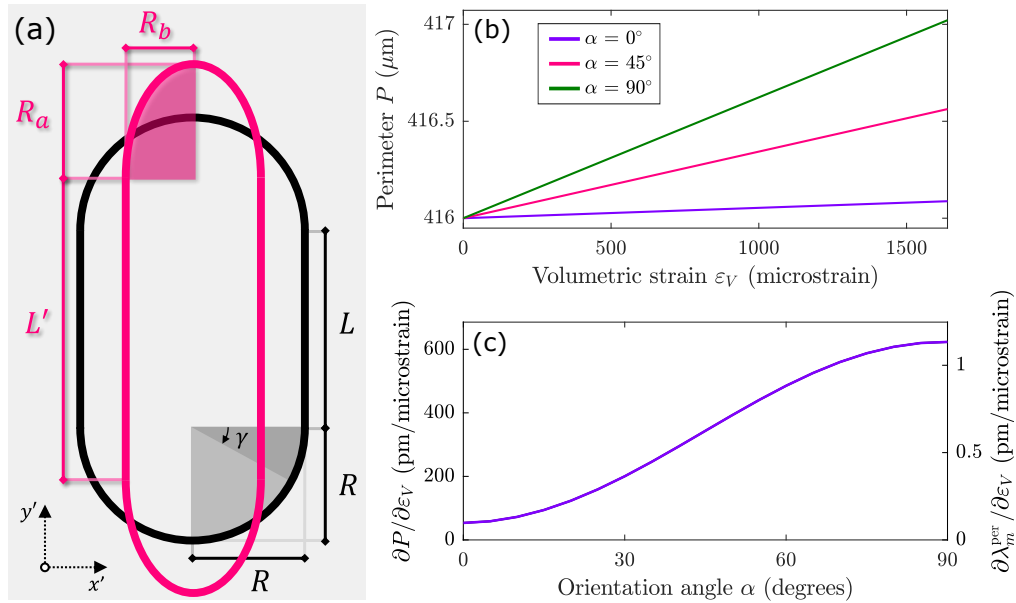 (a)
R_b
R_a
L′
L
γ
R
R
y′
x′
(b)
α = 0°
α = 45°
α = 90°
417
416.5
416
Perimeter P (μm)
0
500
1000
1500
Volumetric strain ε_V (microstrain)
(c)
600
400
200
0
∂P/∂ε_V (pm/microstrain)
1
0.5
0
∂λ_m^per/∂ε_V (pm/microstrain)
0
30
60
90
Orientation angle α (degrees)